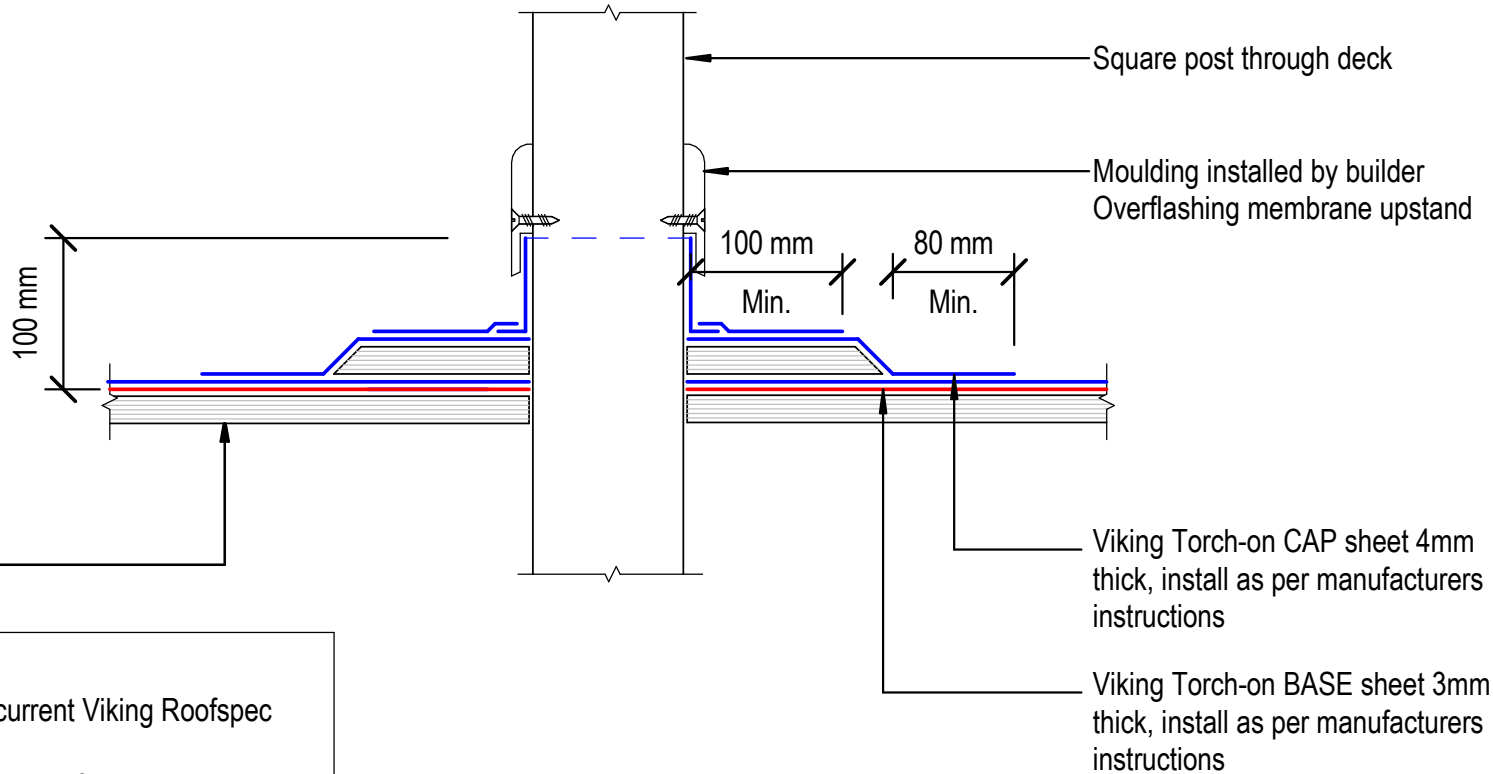 Square post through deck
Moulding installed by builder
Overflashing membrane upstand
100 mm
Min.
80 mm
Min.
100 mm
Viking Torch-on CAP sheet 4mm
thick, install as per manufacturers
instructions
Viking Torch-on BASE sheet 3mm
thick, install as per manufacturers
instructions
current Viking Roofspec